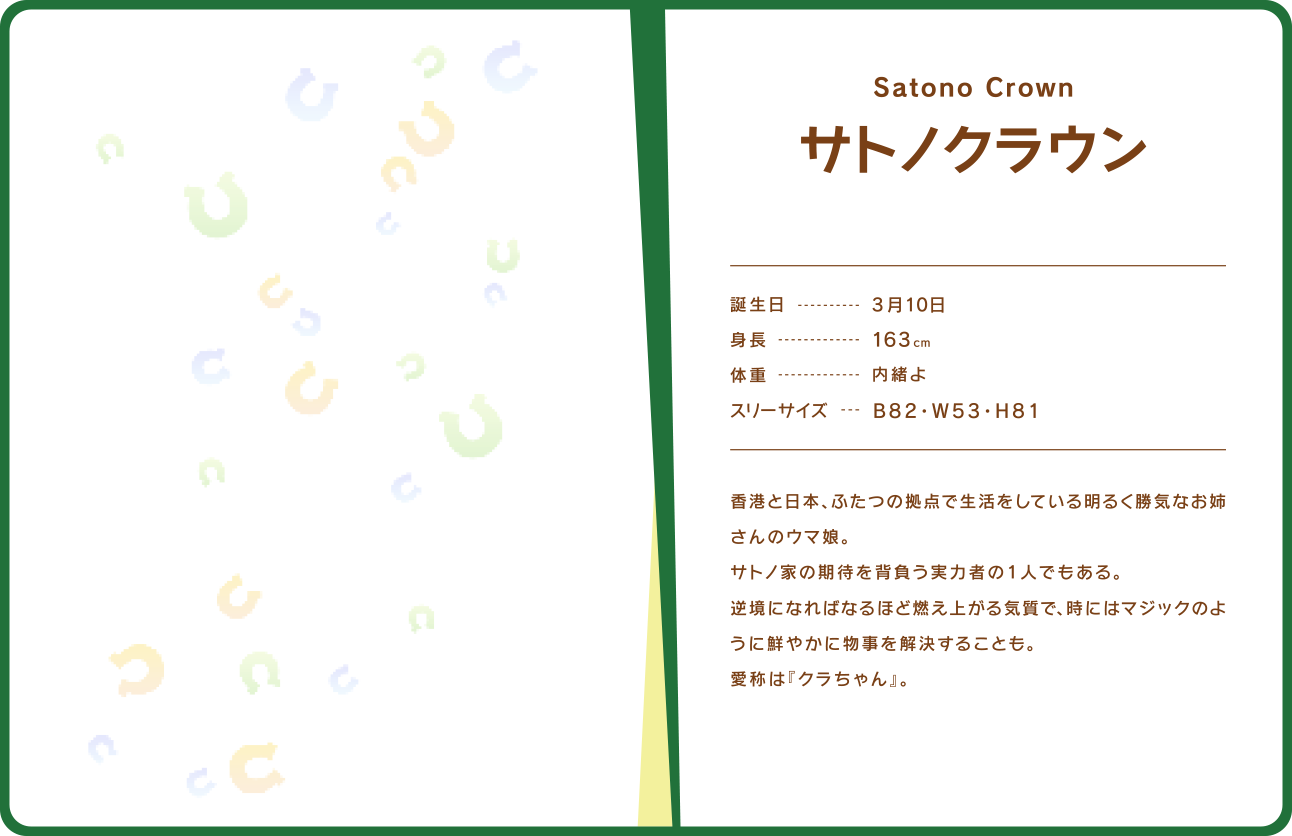 Satono Crown
サトノクラウン
誕生日 ---------- 3月10日
身長 ------------- 163cm
体重 ------------- 内緒よ
スリーサイズ --- B82・W53・H81
香港と日本、ふたつの拠点で生活をしている明るく勝気なお姉
さんのウマ娘。
サトノ家の期待を背負う実力者の1人でもある。
逆境になればなるほど燃え上がる気質で、時にはマジックのよ
うに鮮やかに物事を解決することも。
愛称は『クラちゃん』。